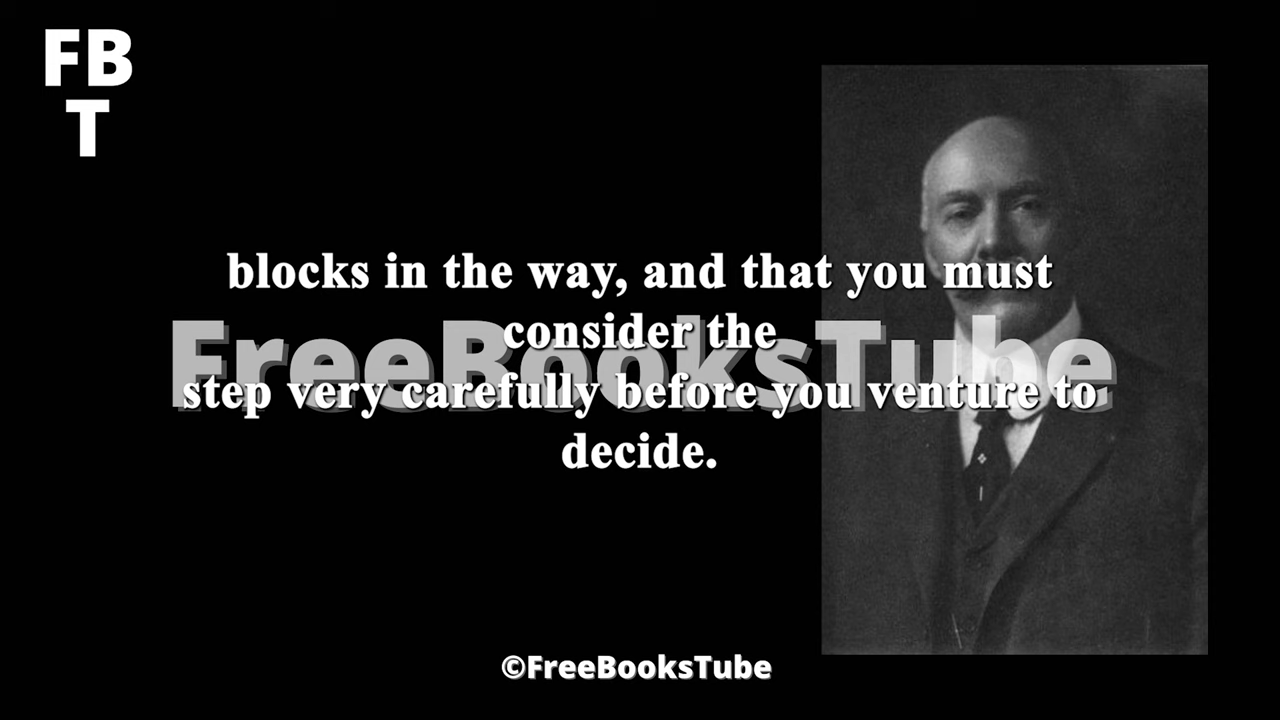 FB
T
blocks in the way, and that you must
consider the
FreeBooksTube
step very carefully before you venture to
decide.
©FreeBooksTube